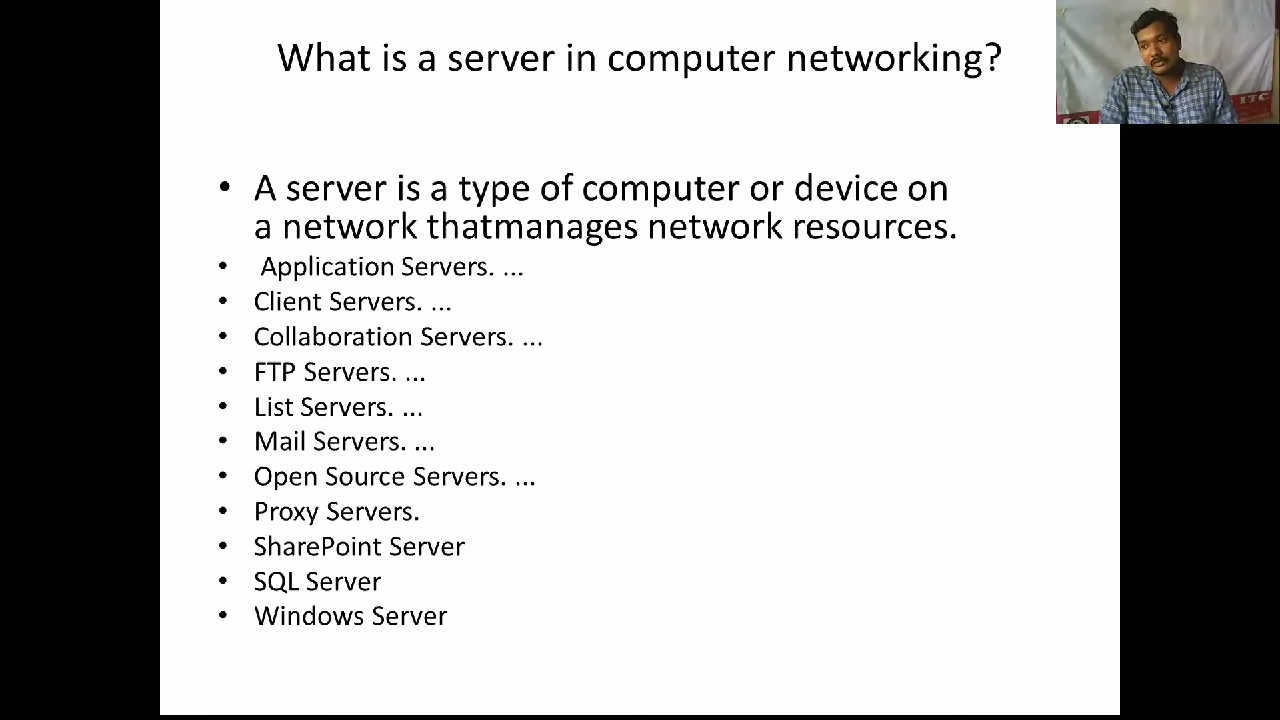 What is a server in computer networking?
ITC
• A server is a type of computer or device on
a network thatmanages network resources.
• Application Servers. ...
• Client Servers. ...
• Collaboration Servers. ...
• FTP Servers. ...
• List Servers. ...
• Mail Servers. ...
• Open Source Servers. ...
• Proxy Servers.
• SharePoint Server
• SQL Server
• Windows Server